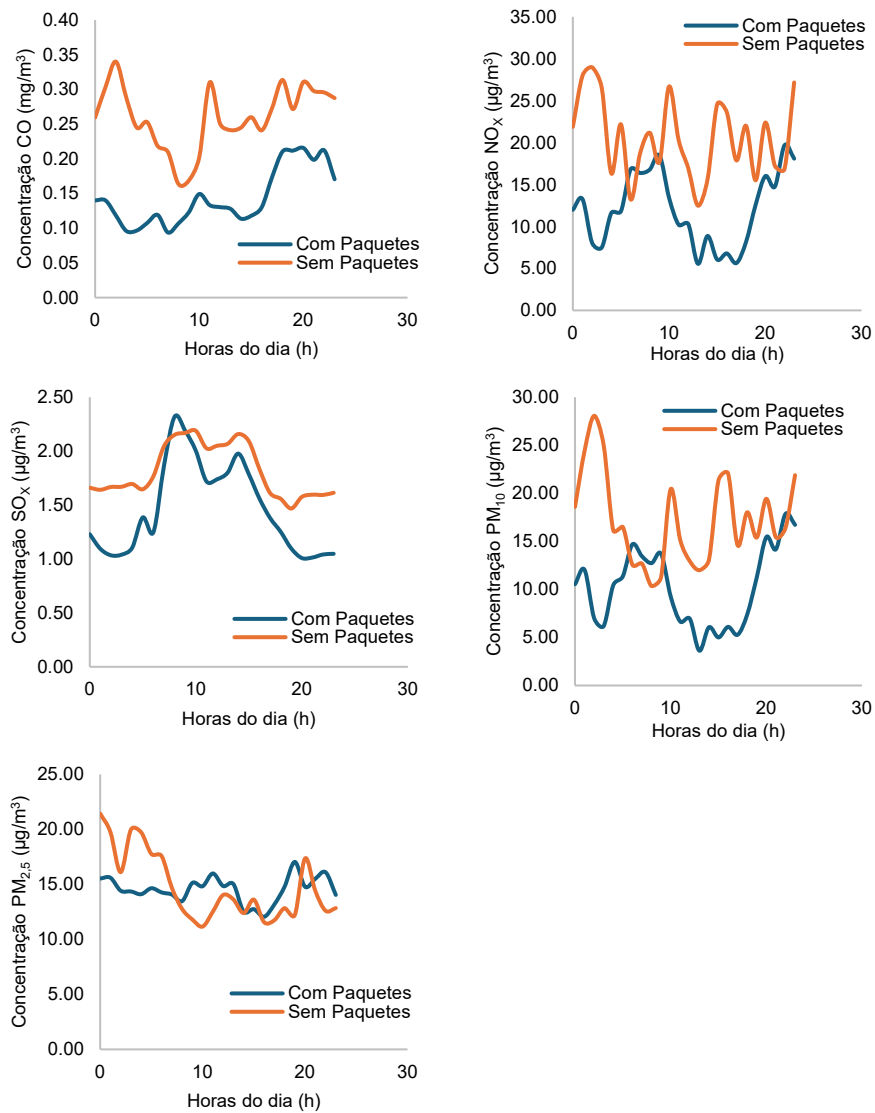 Concentração CO (mg/m³)
0.40
0.35
0.30
0.25
0.20
0.15
0.10
0.05
0.00
Com Paquetes
Sem Paquetes
0 10 20 30
Horas do dia (h)
Concentração NOX (µg/m³)
35.00
30.00
25.00
20.00
15.00
10.00
5.00
0.00
Com Paquetes
Sem Paquetes
0 10 20 30
Horas do dia (h)
Concentração SOX (µg/m³)
2.50
2.00
1.50
1.00
0.50
0.00
Com Paquetes
Sem Paquetes
0 10 20 30
Horas do dia (h)
Concentração PM10 (µg/m³)
30.00
25.00
20.00
15.00
10.00
5.00
0.00
Com Paquetes
Sem Paquetes
0 10 20 30
Horas do dia (h)
Concentração PM2,5 (µg/m³)
25.00
20.00
15.00
10.00
5.00
0.00
Com Paquetes
Sem Paquetes
0 10 20 30
Horas do dia (h)